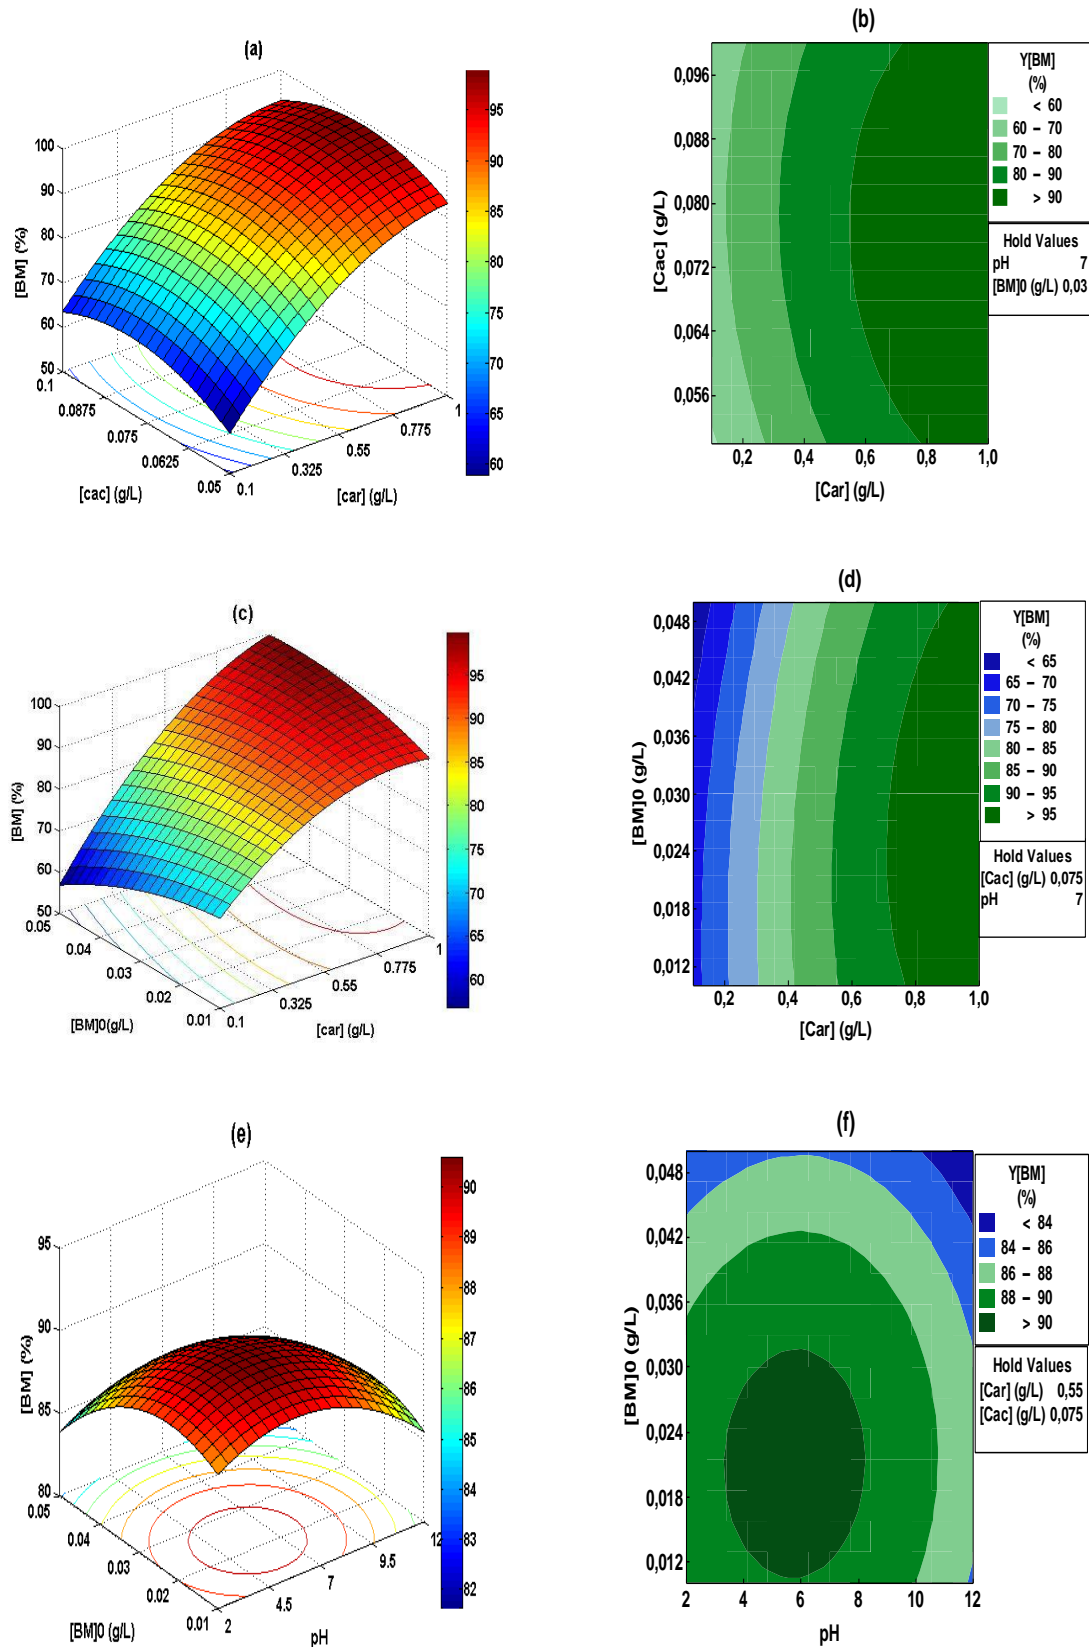 (a)
[BM] (%)
100
90
80
70
60
50
0.1
0.0875
0.075
0.0625
0.05
[cac] (g/L)
0.1
0.325
0.55
0.775
1
[car] (g/L)
95
90
85
80
75
70
65
60
(b)
[Cac] (g/L)
0,096
0,088
0,080
0,072
0,064
0,056
0,2 0,4 0,6 0,8 1,0
[Car] (g/L)
Y[BM]
(%)
< 60
60 – 70
70 – 80
80 – 90
> 90
Hold Values
pH 7
[BM]0 (g/L) 0,03
(c)
[BM] (%)
100
90
80
70
60
50
0.05
0.04
0.03
0.02
0.01
[BM]0(g/L)
0.1
0.325
0.55
0.775
1
[car] (g/L)
95
90
85
80
75
70
65
60
(d)
[BM]0 (g/L)
0,048
0,042
0,036
0,030
0,024
0,018
0,012
0,2 0,4 0,6 0,8 1,0
[Car] (g/L)
Y[BM]
(%)
< 65
65 – 70
70 – 75
75 – 80
80 – 85
85 – 90
90 – 95
> 95
Hold Values
[Cac] (g/L) 0,075
pH 7
(e)
[BM] (%)
95
90
85
80
0.05
0.04
0.03
0.02
0.01
[BM]0 (g/L)
2
4.5
7
9.5
12
pH
90
89
88
87
86
85
84
83
82
(f)
[BM]0 (g/L)
0,048
0,042
0,036
0,030
0,024
0,018
0,012
2 4 6 8 10 12
pH
Y[BM]
(%)
< 84
84 – 86
86 – 88
88 – 90
> 90
Hold Values
[Car] (g/L) 0,55
[Cac] (g/L) 0,075